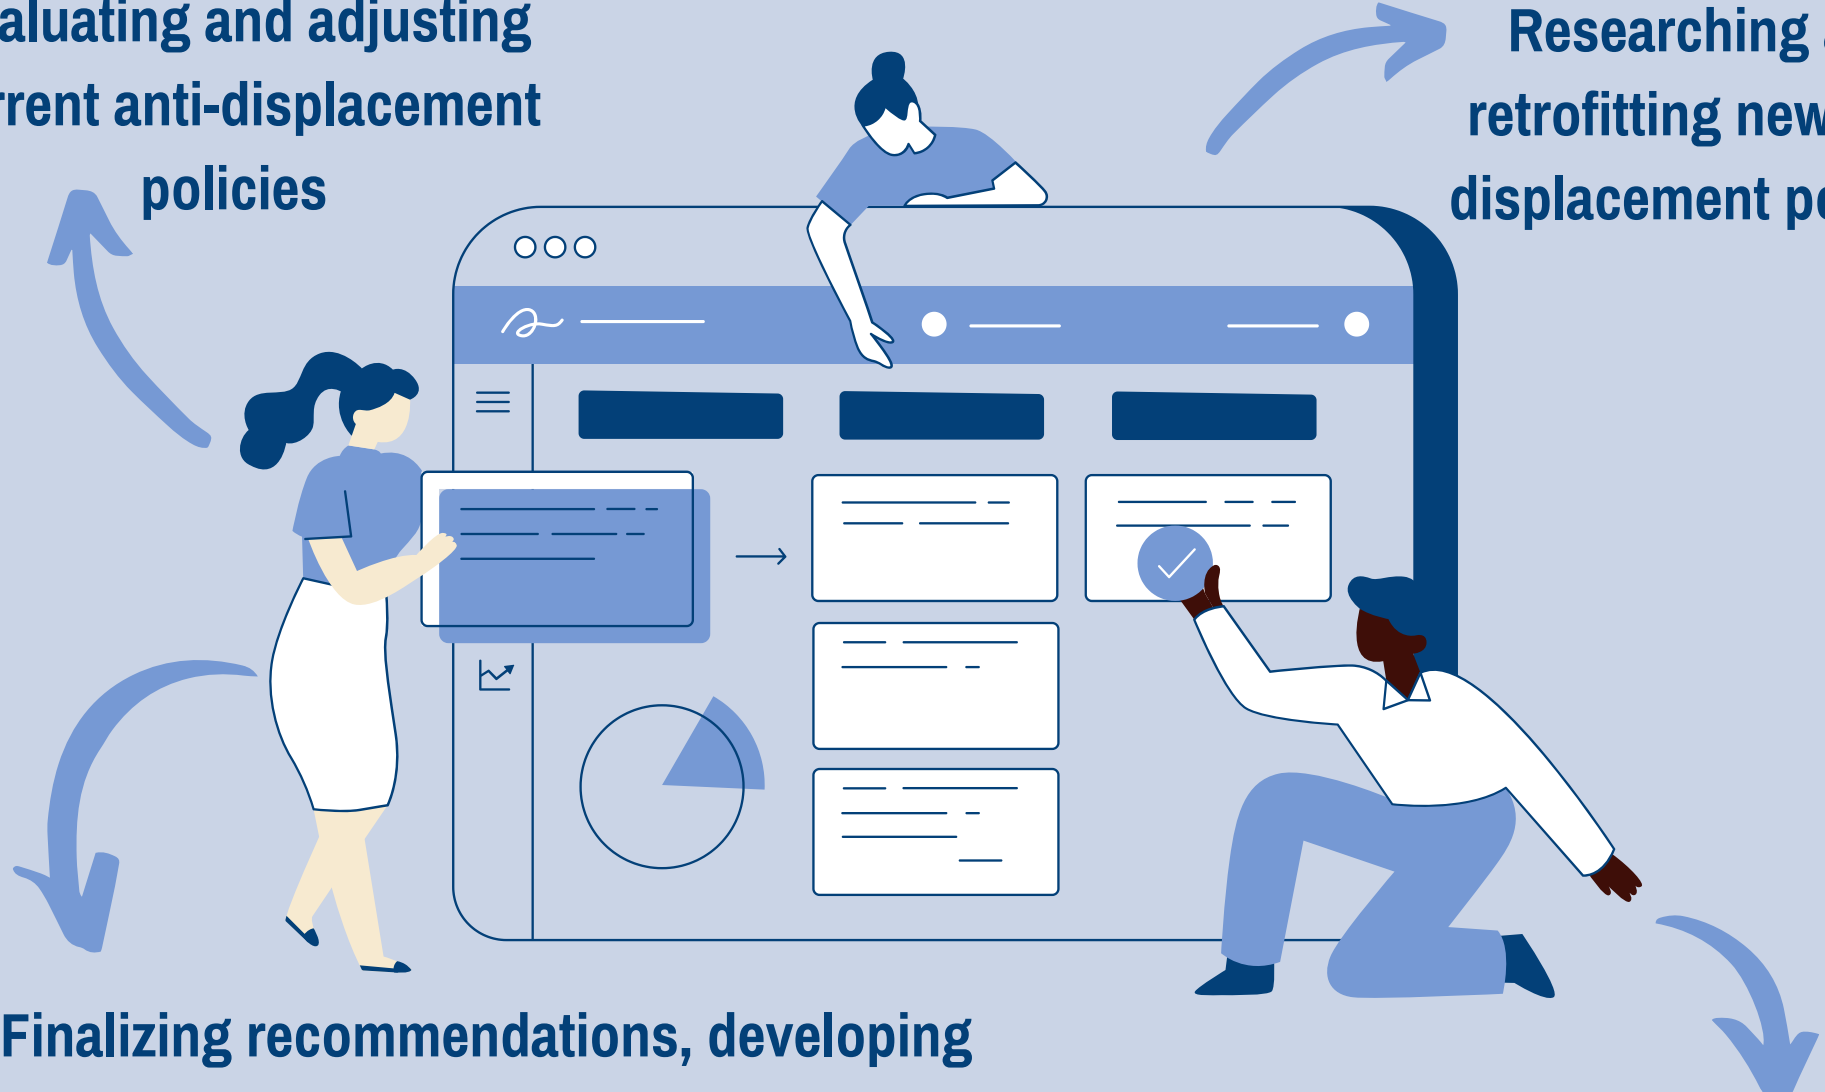 aluating and adjusting
rrent anti-displacement
policies
Researching
retrofitting new
displacement
Finalizing recommendations, developing